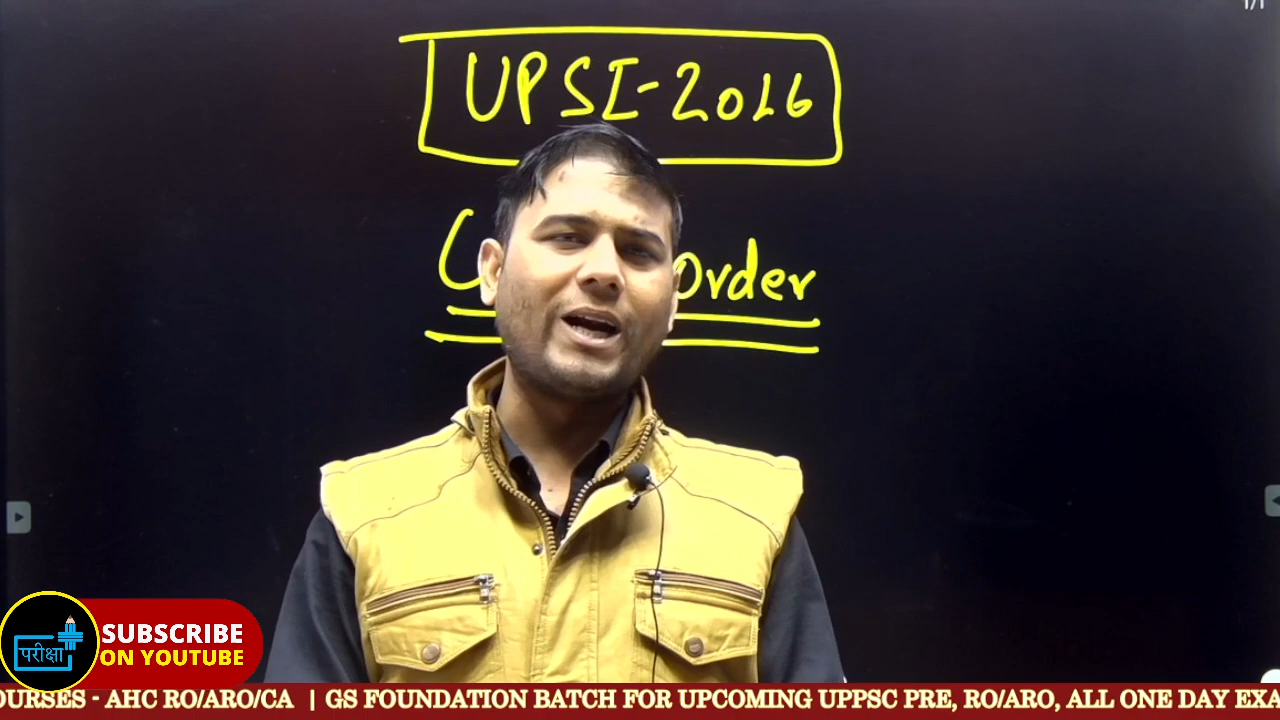 1/1
UPSI-2016
Order
परीक्षा
SUBSCRIBE
ON YOUTUBE
OURSES - AHC RO/ARO/CA | GS FOUNDATION BATCH FOR UPCOMING UPPSC PRE, RO/ARO, ALL ONE DAY EXA